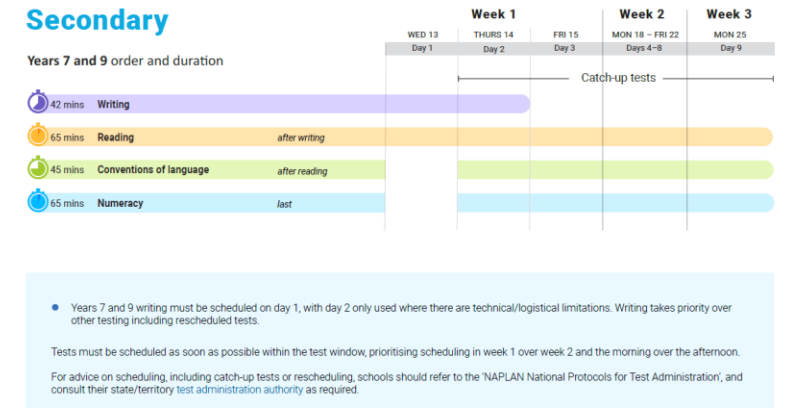 Secondary
Week 1 Week 2 Week 3
WED 13 THURS 14 FRI 15 MON 18 – FRI 22 MON 25
Day 1 Day 2 Day 3 Days 4–8 Day 9
Years 7 and 9 order and duration
Catch-up tests
42 mins Writing
65 mins Reading after writing
45 mins Conventions of language after reading
65 mins Numeracy last
• Years 7 and 9 writing must be scheduled on day 1, with day 2 only used where there are technical/logistical limitations. Writing takes priority over
other testing including rescheduled tests.
Tests must be scheduled as soon as possible within the test window, prioritising scheduling in week 1 over week 2 and the morning over the afternoon.
For advice on scheduling, including catch-up tests or rescheduling, schools should refer to the ‘NAPLAN National Protocols for Test Administration’, and
consult their state/territory test administration authority as required.